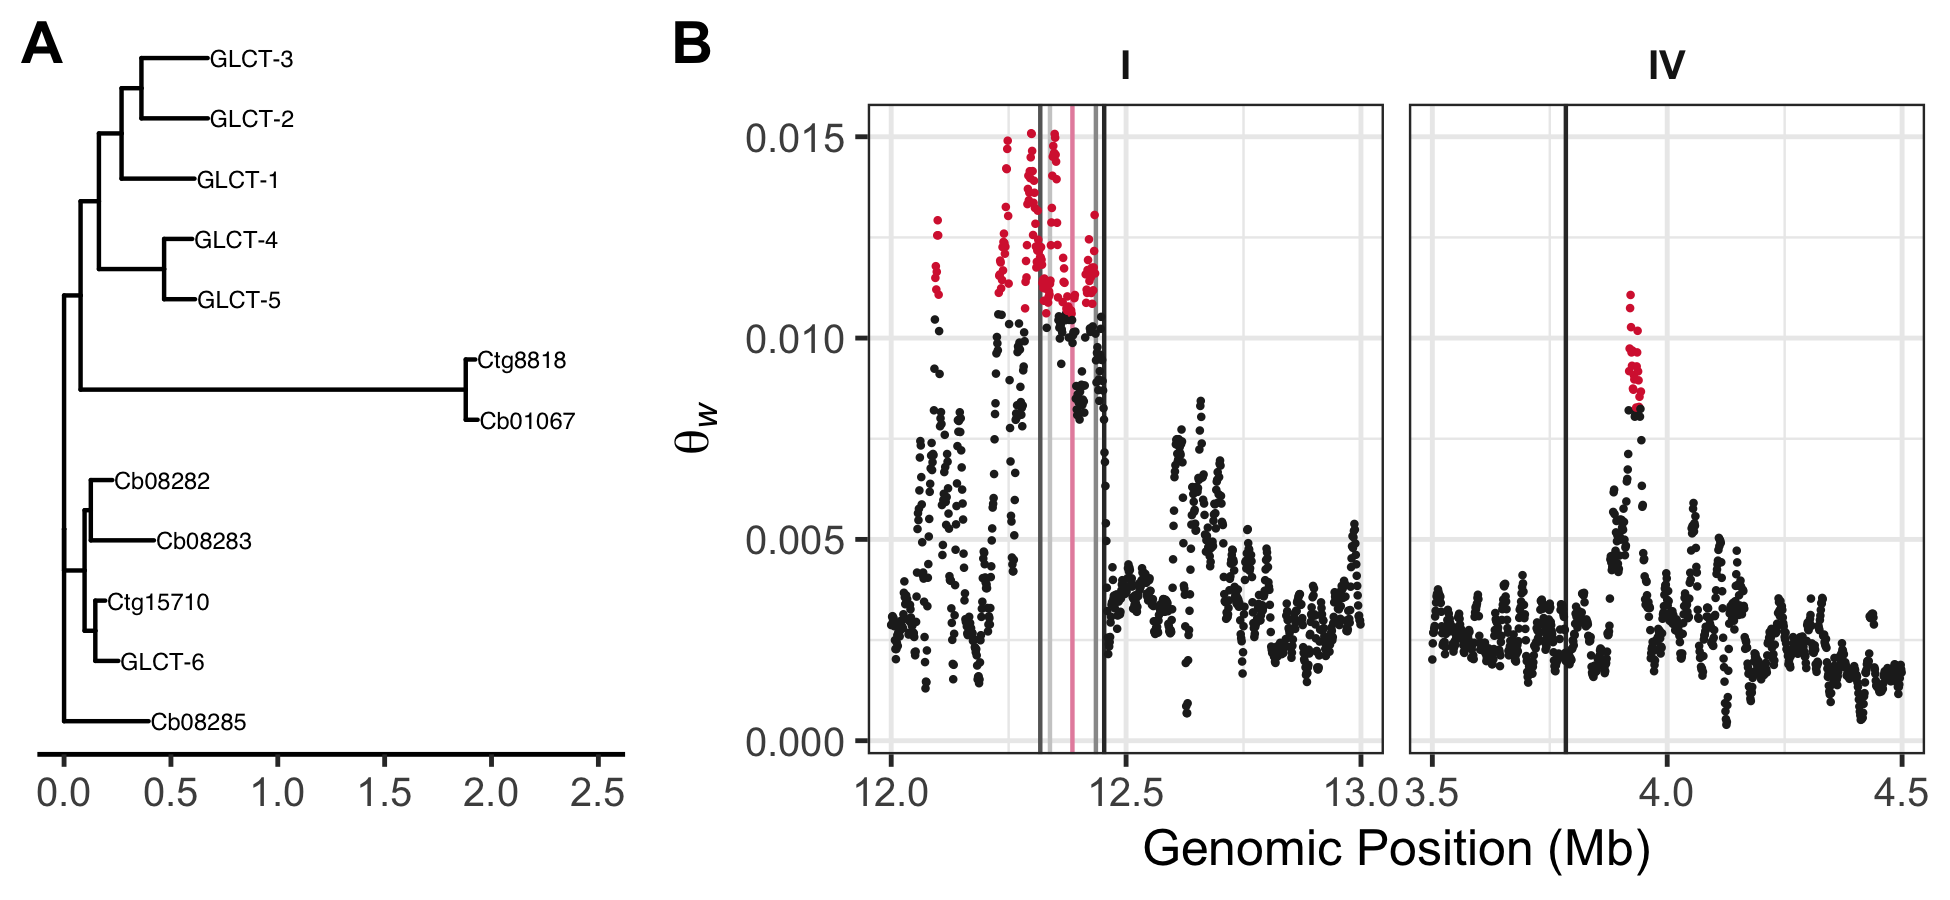 A
GLCT-3
GLCT-2
GLCT-1
GLCT-4
GLCT-5
Ctg8818
Cb01067
Cb08282
Cb08283
Ctg15710
GLCT-6
Cb08285
0.0 0.5 1.0 1.5 2.0 2.5
B
I IV
0.015
0.010
0.005
0.000
θw
12.0 12.5 13.0 3.5 4.0 4.5
Genomic Position (Mb)